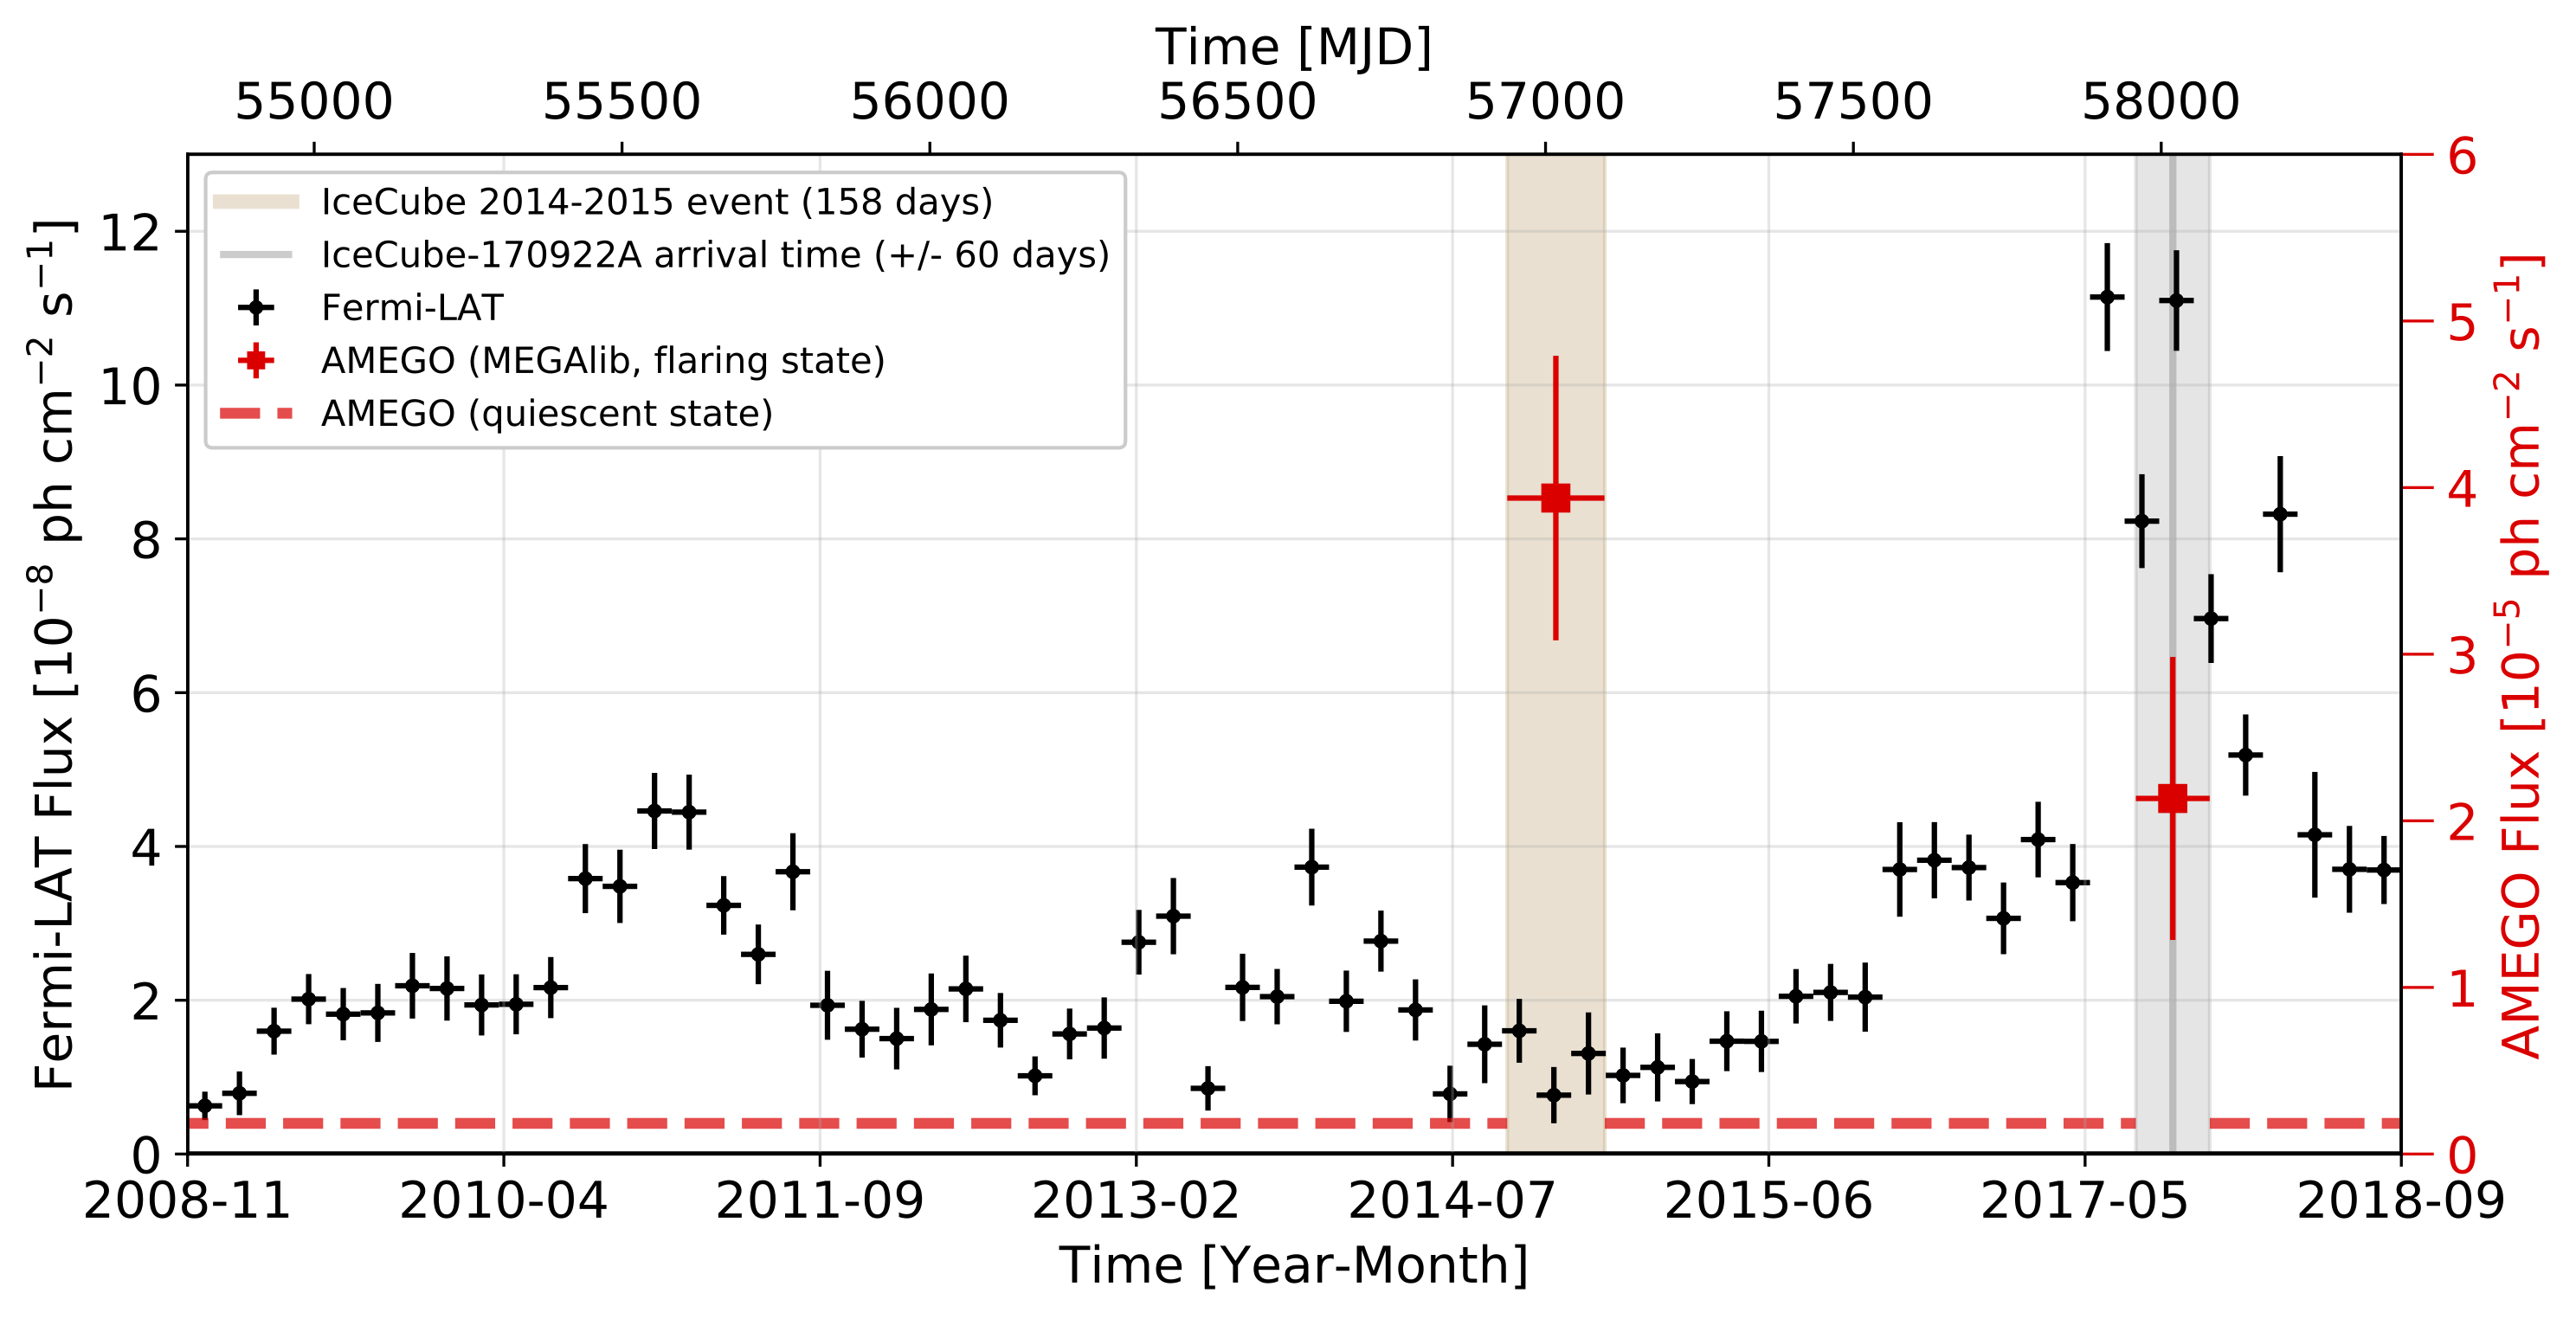 Time [MJD]
55000 55500 56000 56500 57000 57500 58000
IceCube 2014-2015 event (158 days)
IceCube-170922A arrival time (+/- 60 days)
Fermi-LAT
AMEGO (MEGAlib, flaring state)
AMEGO (quiescent state)
Fermi-LAT Flux [10⁻⁸ ph cm⁻² s⁻¹]
12
10
8
6
4
2
0
6
5
4
3
2
1
0
AMEGO Flux [10⁻⁵ ph cm⁻² s⁻¹]
2008-11 2010-04 2011-09 2013-02 2014-07 2015-06 2017-05 2018-09
Time [Year-Month]